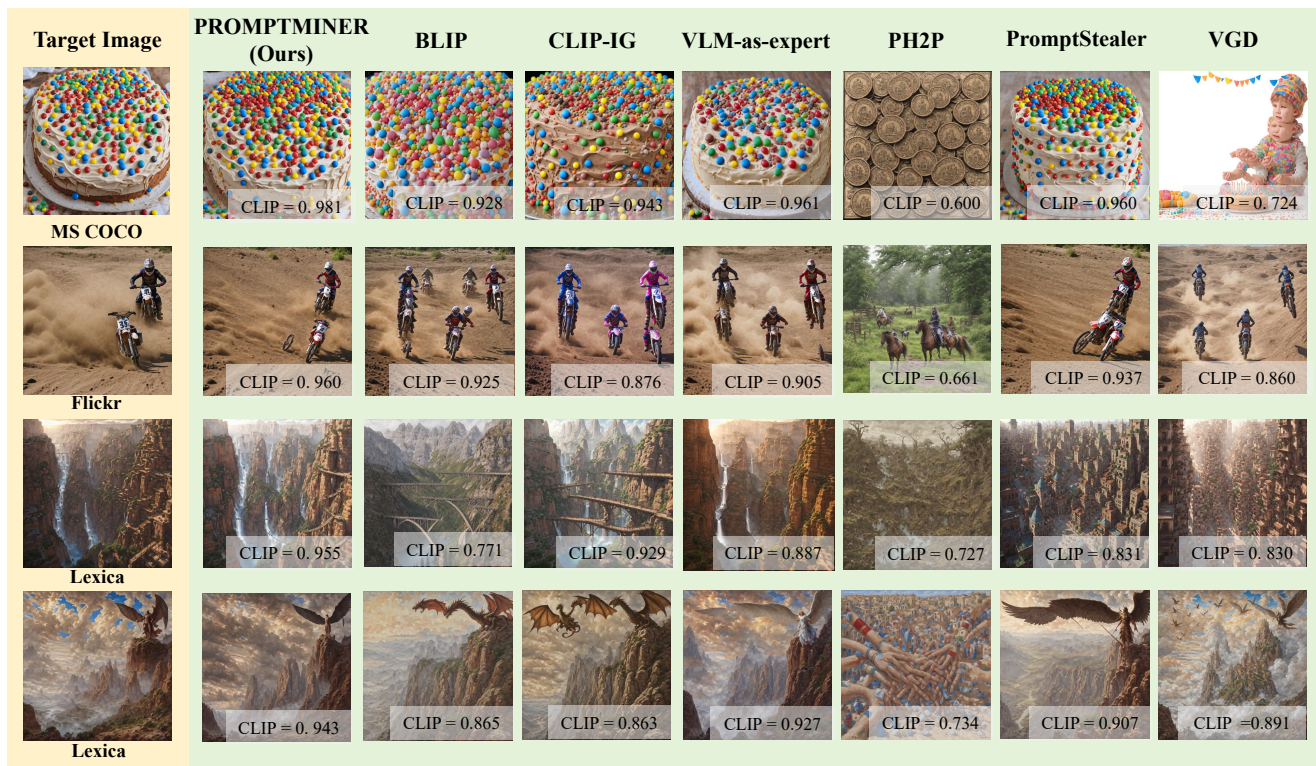 Target Image
PROMPTMINER
(Ours)
BLIP
CLIP-IG
VLM-as-expert
PH2P
PromptStealer
VGD
CLIP = 0. 981
CLIP = 0.928
CLIP = 0.943
CLIP = 0.961
CLIP = 0.600
CLIP = 0.960
CLIP = 0. 724
MS COCO
CLIP = 0. 960
CLIP = 0.925
CLIP = 0.876
CLIP = 0.905
CLIP = 0.661
CLIP = 0.937
CLIP = 0.860
Flickr
CLIP = 0. 955
CLIP = 0.771
CLIP = 0.929
CLIP = 0.887
CLIP = 0.727
CLIP = 0.831
CLIP = 0. 830
Lexica
CLIP = 0. 943
CLIP = 0.865
CLIP = 0.863
CLIP = 0.927
CLIP = 0.734
CLIP = 0.907
CLIP =0.891
Lexica